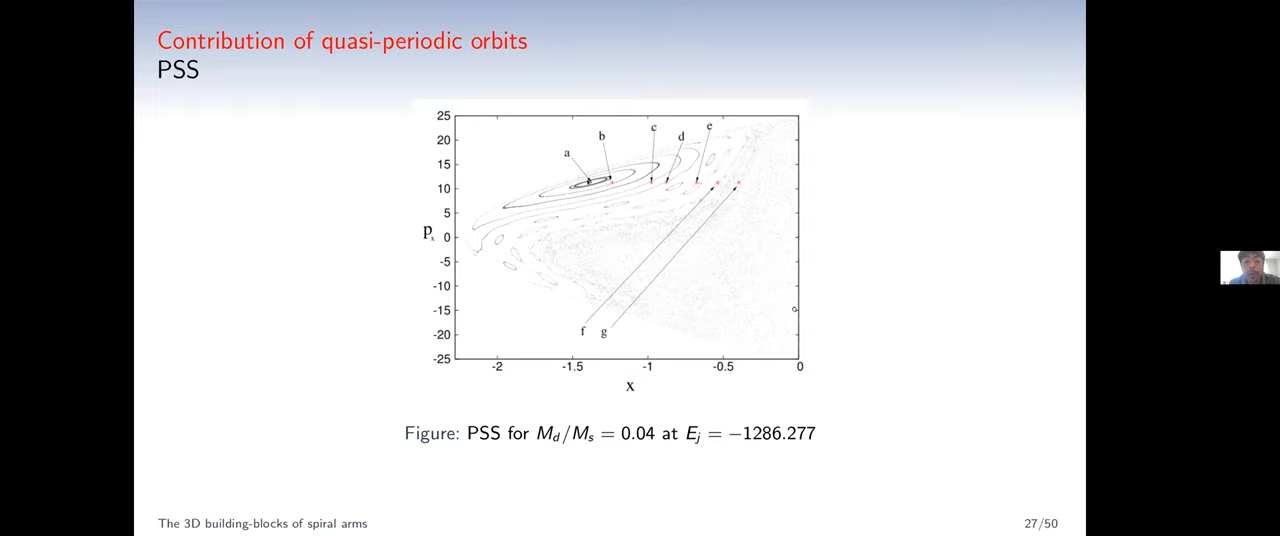 Contribution of quasi-periodic orbits
PSS
25
20
15
10
5
0
-5
-10
-15
-20
-25
pₓ
a
b
c
d
e
f
g
-2
-1.5
-1
-0.5
0
x
Figure: PSS for M_d/M_s = 0.04 at E_j = −1286.277
The 3D building-blocks of spiral arms
27/50